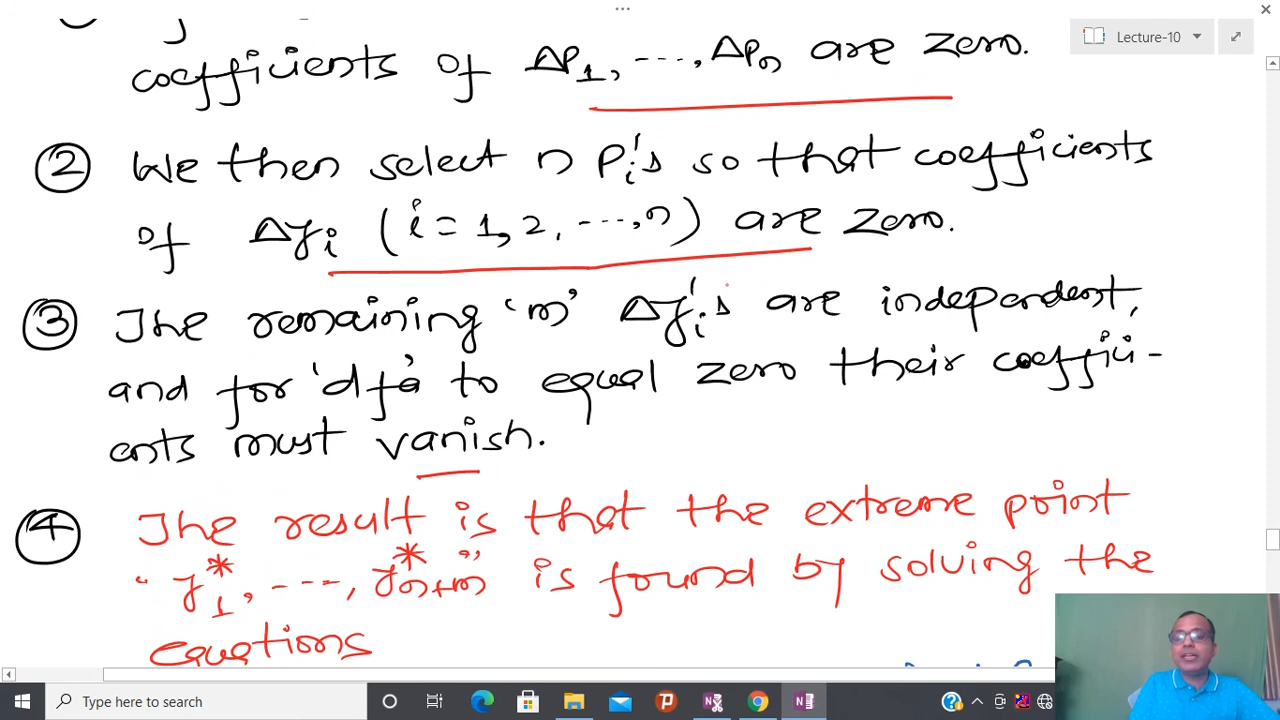 Lecture-10
coefficients of Δp₁, ---, Δpₙ are zero.
② We then select n pᵢ's so that coefficients
of Δyᵢ (i = 1, 2, ---, n) are zero.
③ The remaining 'm' Δyᵢ's are independent,
and for 'dfa' to equal zero their coeffici-
ents must vanish.
④ The result is that the extreme point
"y₁*, ---, y*ₙ₊ₘ" is found by solving the
equations
Type here to search